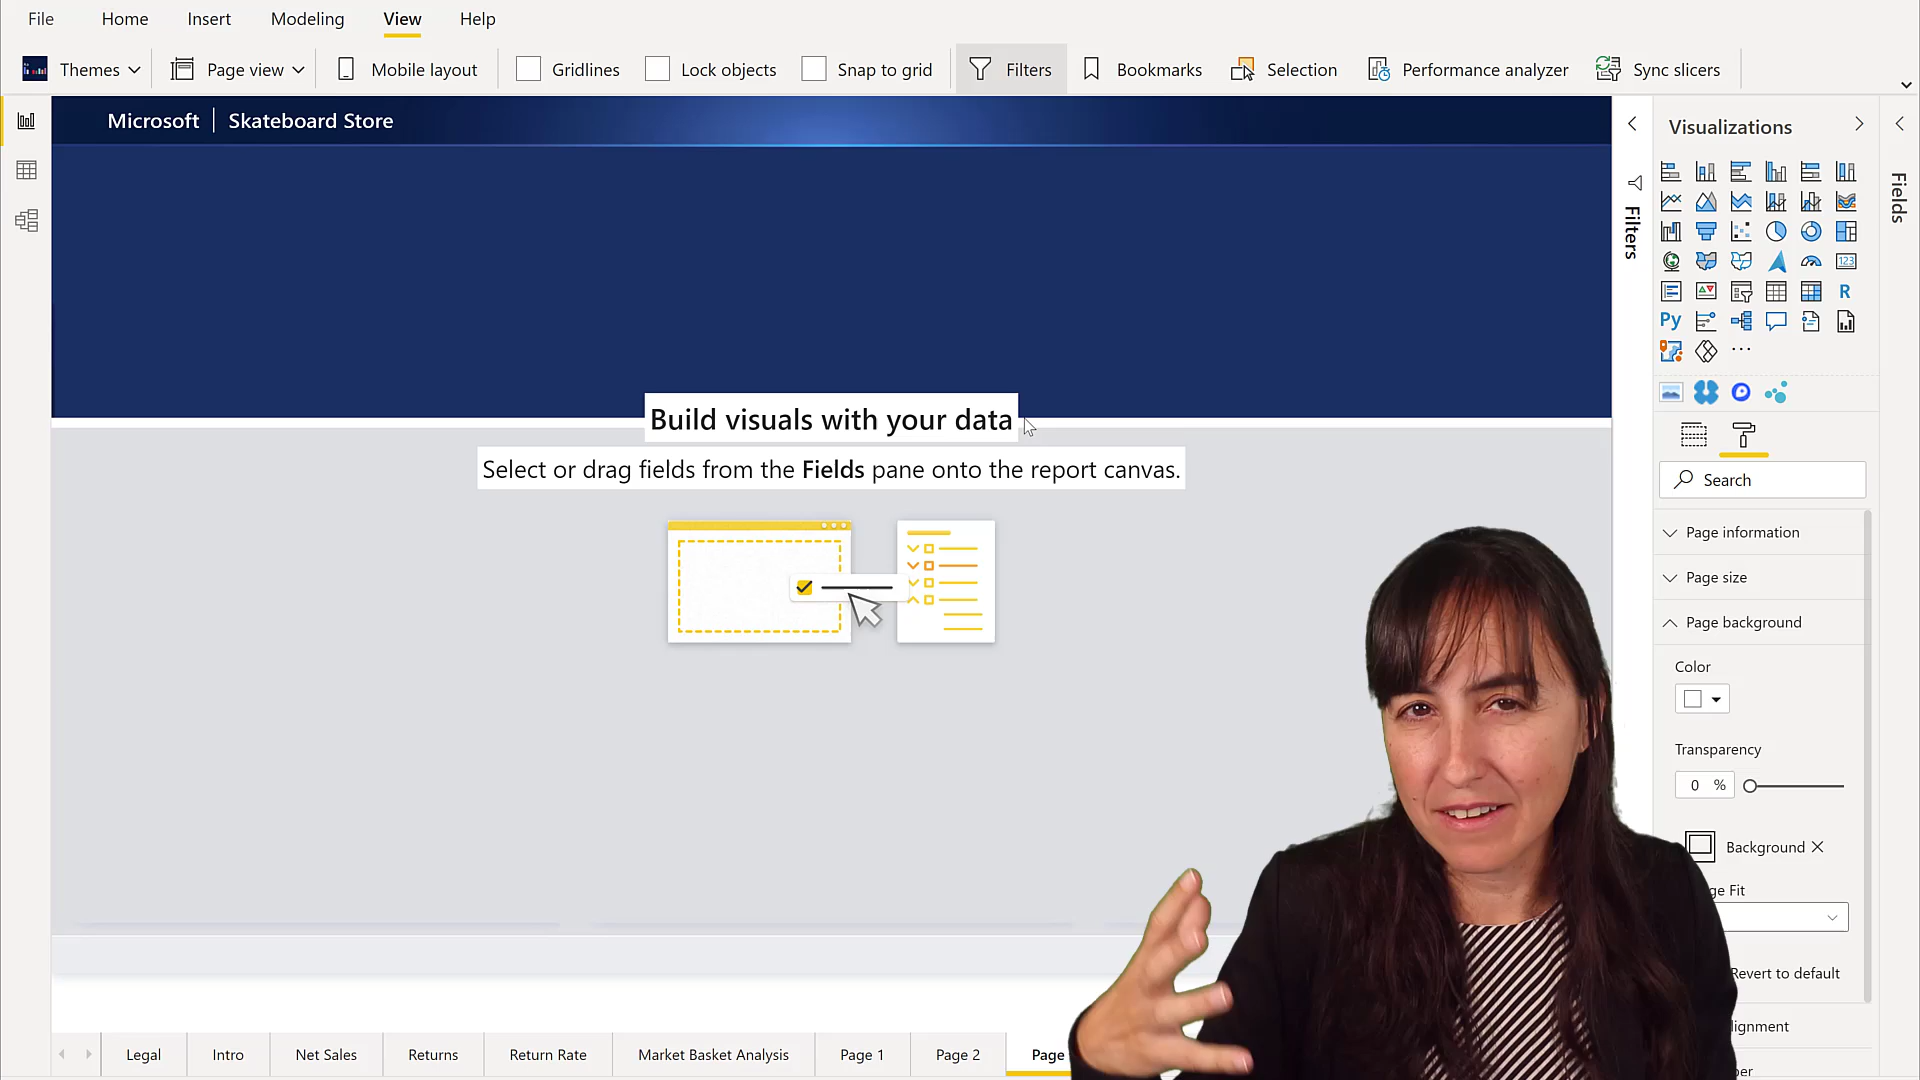 File Home Insert Modeling View Help
Themes Page view Mobile layout Gridlines Lock objects Snap to grid Filters Bookmarks Selection Performance analyzer Sync slicers
Microsoft | Skateboard Store
Visualizations
Fields
Filters
123
R
Py
Build visuals with your data
Select or drag fields from the Fields pane onto the report canvas.
Search
Page information
Page size
Page background
Color
Transparency
0 %
Background
ge Fit
Revert to default
lignment
Legal Intro Net Sales Returns Return Rate Market Basket Analysis Page 1 Page 2 Page
per